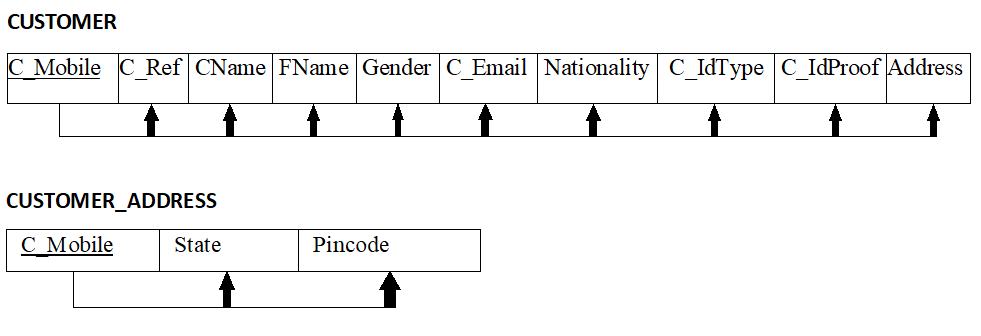 CUSTOMER
C_Mobile C_Ref CName FName Gender C_Email Nationality C_IdType C_IdProof Address
CUSTOMER_ADDRESS
C_Mobile State Pincode